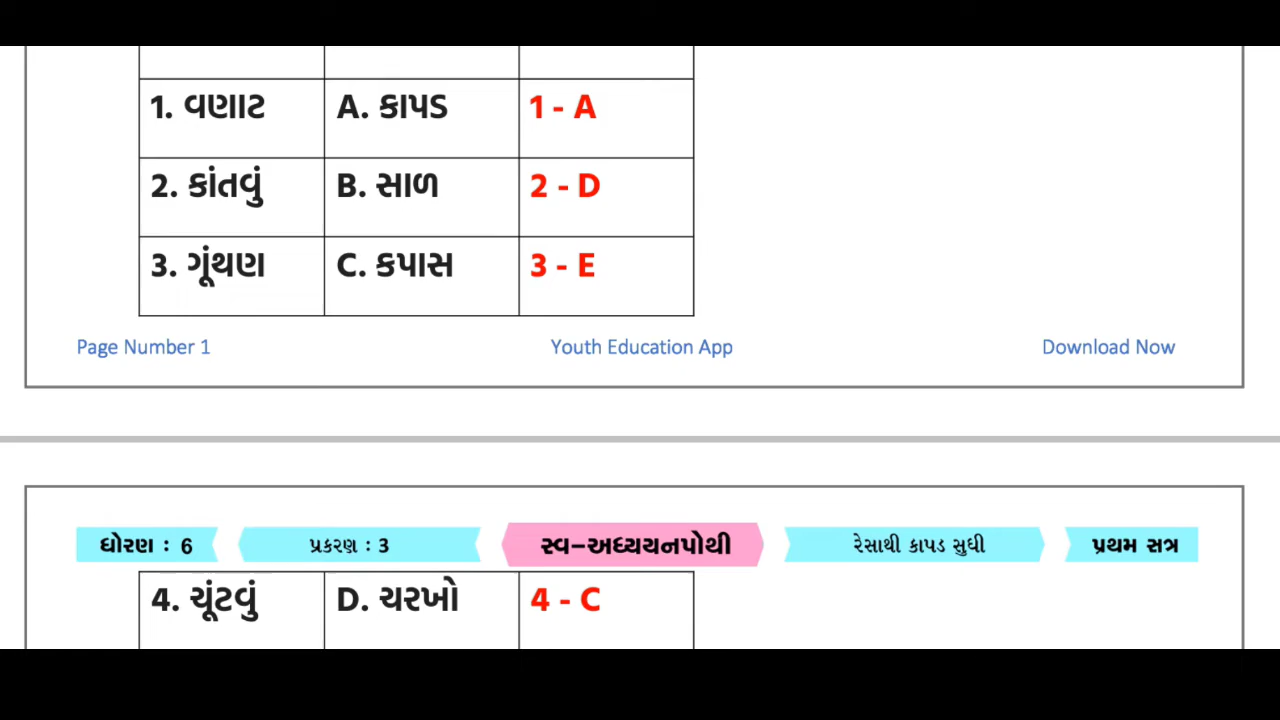 1. વણાટ A. કાપડ 1 - A
2. કાંતવું B. સાળ 2 - D
3. ગૂંથણ C. કપાસ 3 - E
Page Number 1 Youth Education App Download Now
ધોરણ : 6 પ્રકરણ : 3 સ્વ-અધ્યયનપોથી રેસાથી કાપડ સુધી પ્રથમ સત્ર
4. ચૂંટવું D. ચરખો 4 - C